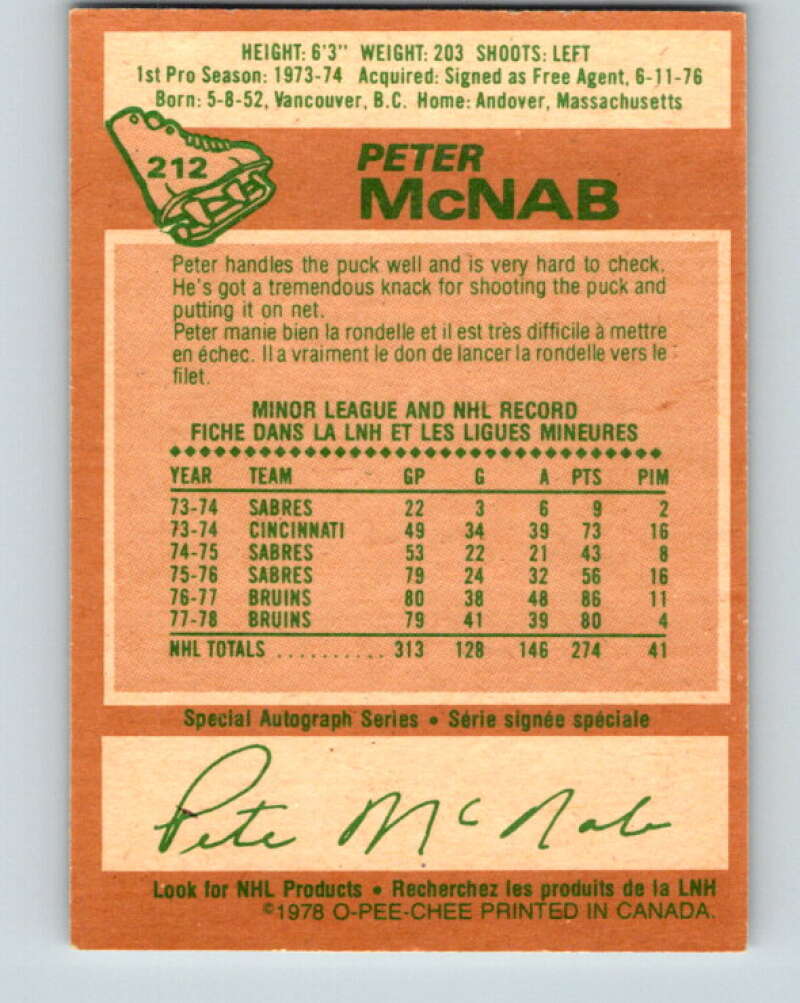 HEIGHT: 6'3" WEIGHT: 203 SHOOTS: LEFT
1st Pro Season: 1973-74 Acquired: Signed as Free Agent, 6-11-76
Born: 5-8-52, Vancouver, B.C. Home: Andover, Massachusetts
212
PETER
McNAB
Peter handles the puck well and is very hard to check.
He's got a tremendous knack for shooting the puck and
putting it on net.
Peter manie bien la rondelle et il est très difficile à mettre
en échec. Il a vraiment le don de lancer la rondelle vers le
filet.
MINOR LEAGUE AND NHL RECORD
FICHE DANS LA LNH ET LES LIGUES MINEURES
YEAR TEAM GP G A PTS PIM
73-74 SABRES 22 3 6 9 2
73-74 CINCINNATI 49 34 39 73 16
74-75 SABRES 53 22 21 43 8
75-76 SABRES 79 24 32 56 16
76-77 BRUINS 80 38 48 86 11
77-78 BRUINS 79 41 39 80 4
NHL TOTALS .......... 313 128 146 274 41
Special Autograph Series • Série signée spéciale
Pete McNab
Look for NHL Products • Recherchez les produits de la LNH
©1978 O-PEE-CHEE PRINTED IN CANADA.